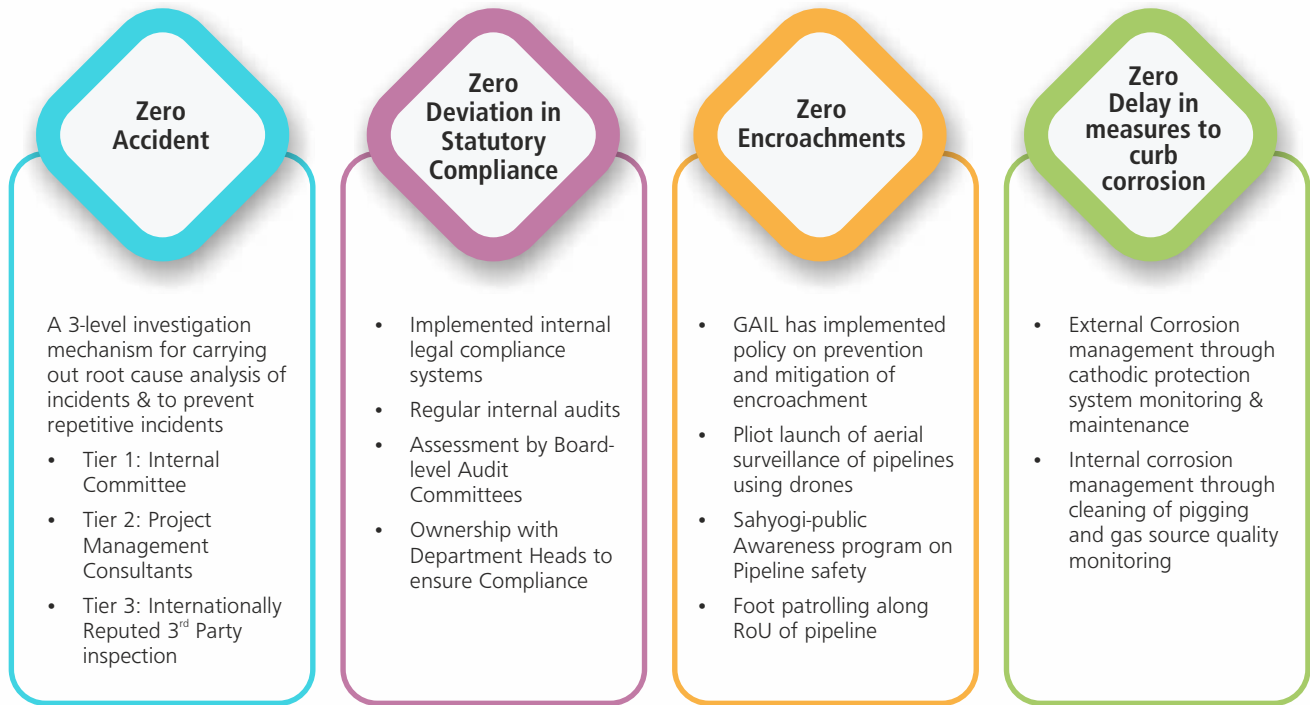 Zero
Accident
A 3-level investigation
mechanism for carrying
out root cause analysis of
incidents & to prevent
repetitive incidents
• Tier 1: Internal
Committee
• Tier 2: Project
Management
Consultants
• Tier 3: Internationally
Reputed 3rd Party
inspection
Zero
Deviation in
Statutory
Compliance
• Implemented internal
legal compliance
systems
• Regular internal audits
• Assessment by Board-
level Audit
Committees
• Ownership with
Department Heads to
ensure Compliance
Zero
Encroachments
• GAIL has implemented
policy on prevention
and mitigation of
encroachment
• Pliot launch of aerial
surveillance of pipelines
using drones
• Sahyogi-public
Awareness program on
Pipeline safety
• Foot patrolling along
RoU of pipeline
Zero
Delay in
measures to
curb
corrosion
• External Corrosion
management through
cathodic protection
system monitoring &
maintenance
• Internal corrosion
management through
cleaning of pigging
and gas source quality
monitoring